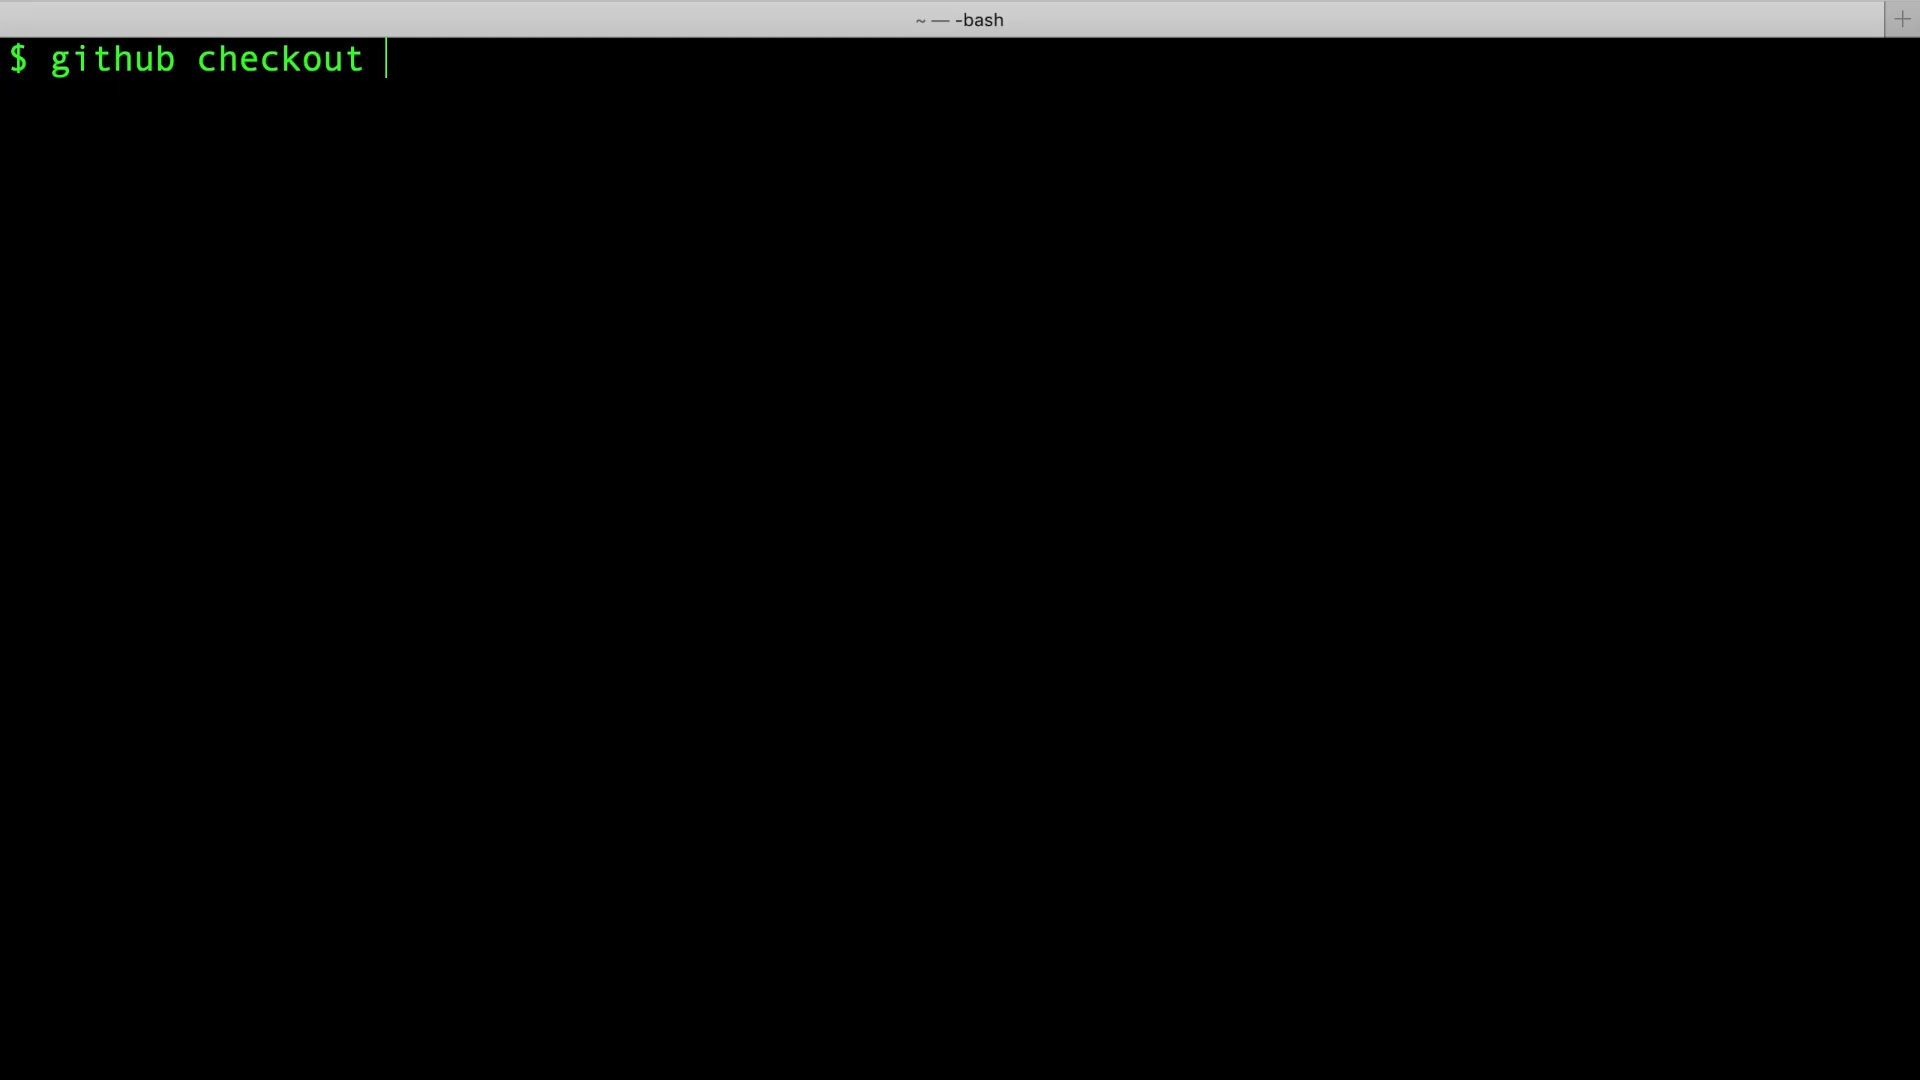 ~ — -bash
$ github checkout